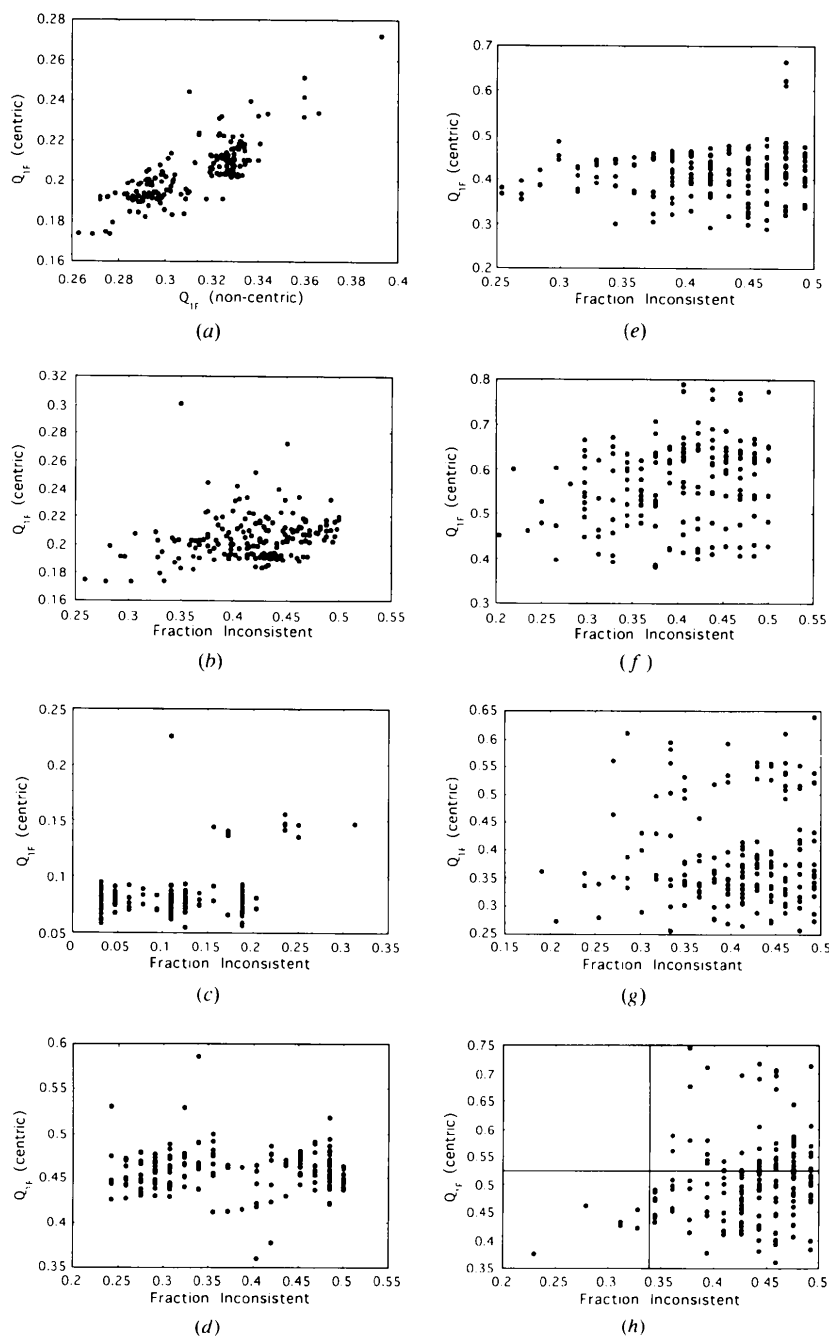 0.28
0.26
0.24
0.22
0.2
0.18
0.16
Q1F (centric)
0.26 0.28 0.3 0.32 0.34 0.36 0.38 0.4
Q1F (non-centric)
(a)
0.32
0.3
0.28
0.26
0.24
0.22
0.2
0.18
0.16
Q1F (centric)
0.25 0.3 0.35 0.4 0.45 0.5 0.55
Fraction Inconsistent
(b)
0.25
0.2
0.15
0.1
0.05
Q1F (centric)
0 0.05 0.1 0.15 0.2 0.25 0.3 0.35
Fraction Inconsistent
(c)
0.6
0.55
0.5
0.45
0.4
0.35
Q1F (centric)
0.2 0.25 0.3 0.35 0.4 0.45 0.5 0.55
Fraction Inconsistent
(d)
0.7
0.6
0.5
0.4
0.3
0.2
Q1F (centric)
0.25 0.3 0.35 0.4 0.45 0.5
Fraction Inconsistent
(e)
0.8
0.7
0.6
0.5
0.4
0.3
Q1F (centric)
0.2 0.25 0.3 0.35 0.4 0.45 0.5 0.55
Fraction Inconsistent
(f)
0.65
0.6
0.55
0.5
0.45
0.4
0.35
0.3
0.25
Q1F (centric)
0.15 0.2 0.25 0.3 0.35 0.4 0.45 0.5
Fraction Inconsistant
(g)
0.75
0.7
0.65
0.6
0.55
0.5
0.45
0.4
0.35
Q1F (centric)
0.2 0.25 0.3 0.35 0.4 0.45 0.5
Fraction Inconsistent
(h)